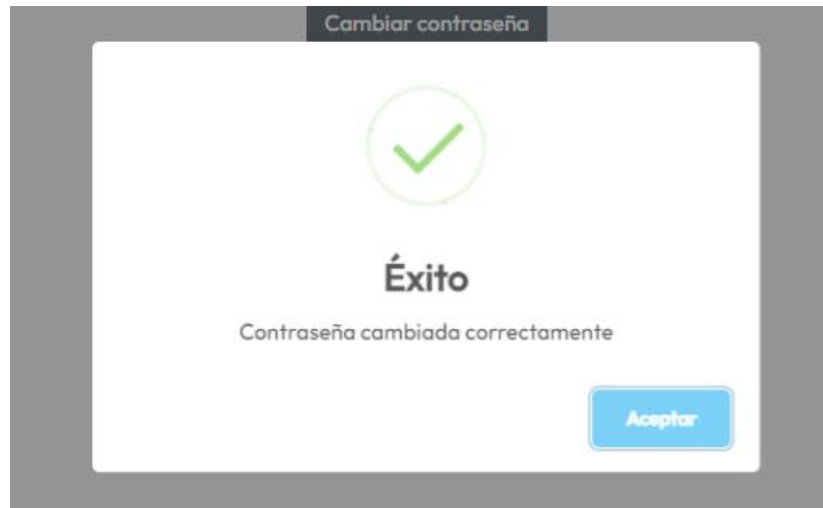 Cambiar contraseña
Éxito
Contraseña cambiada correctamente
Aceptar